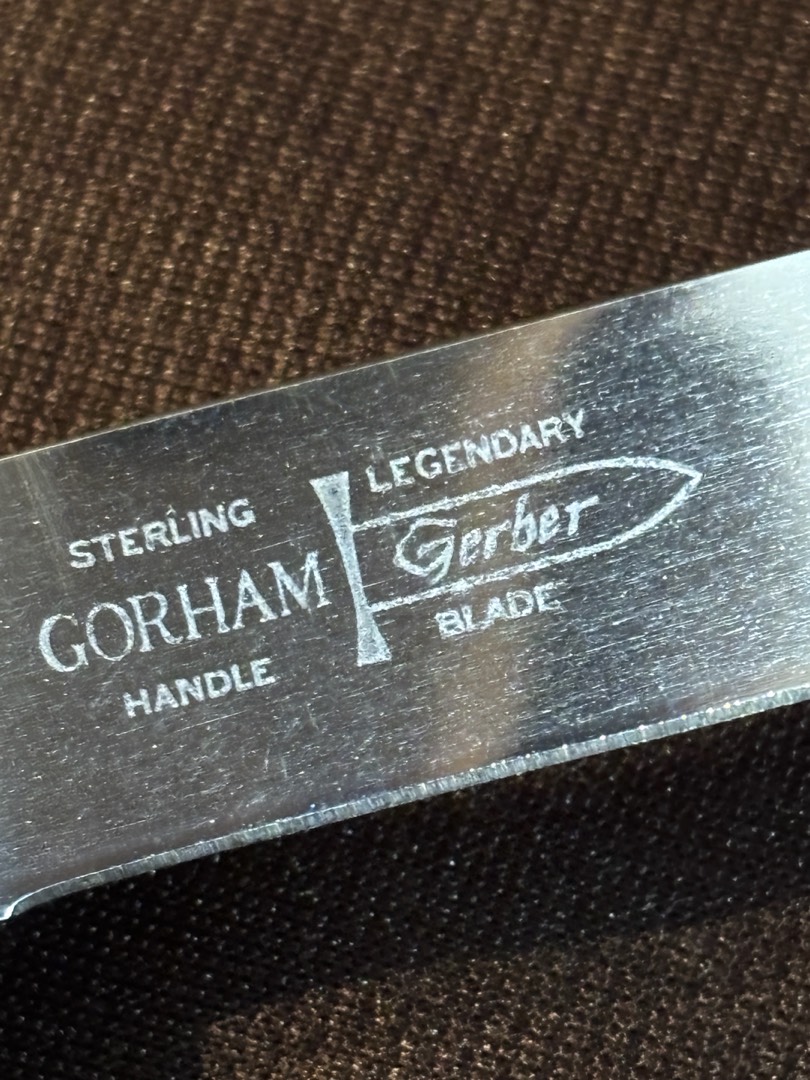 STERLING
GORHAM
HANDLE
LEGENDARY
Gerber
BLADE